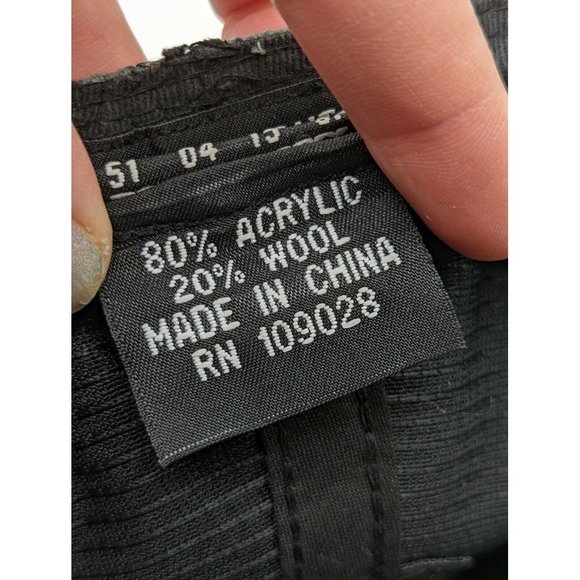 51 04
80% ACRYLIC
20% WOOL
MADE IN CHINA
RN 109028